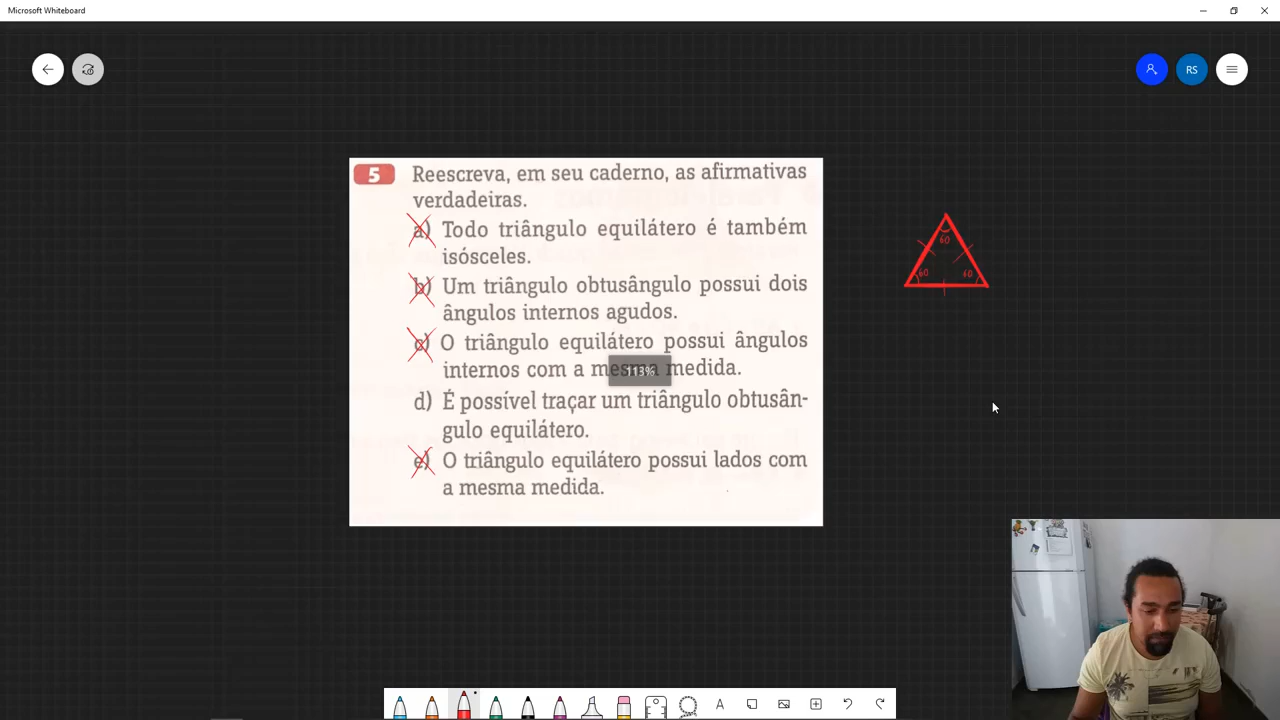 Microsoft Whiteboard
RS
5 Reescreva, em seu caderno, as afirmativas
verdadeiras.
a) Todo triângulo equilátero é também
isósceles.
b) Um triângulo obtusângulo possui dois
ângulos internos agudos.
c) O triângulo equilátero possui ângulos
internos com a mesma medida.
113%
d) É possível traçar um triângulo obtusân-
gulo equilátero.
e) O triângulo equilátero possui lados com
a mesma medida.
60
60 60
A